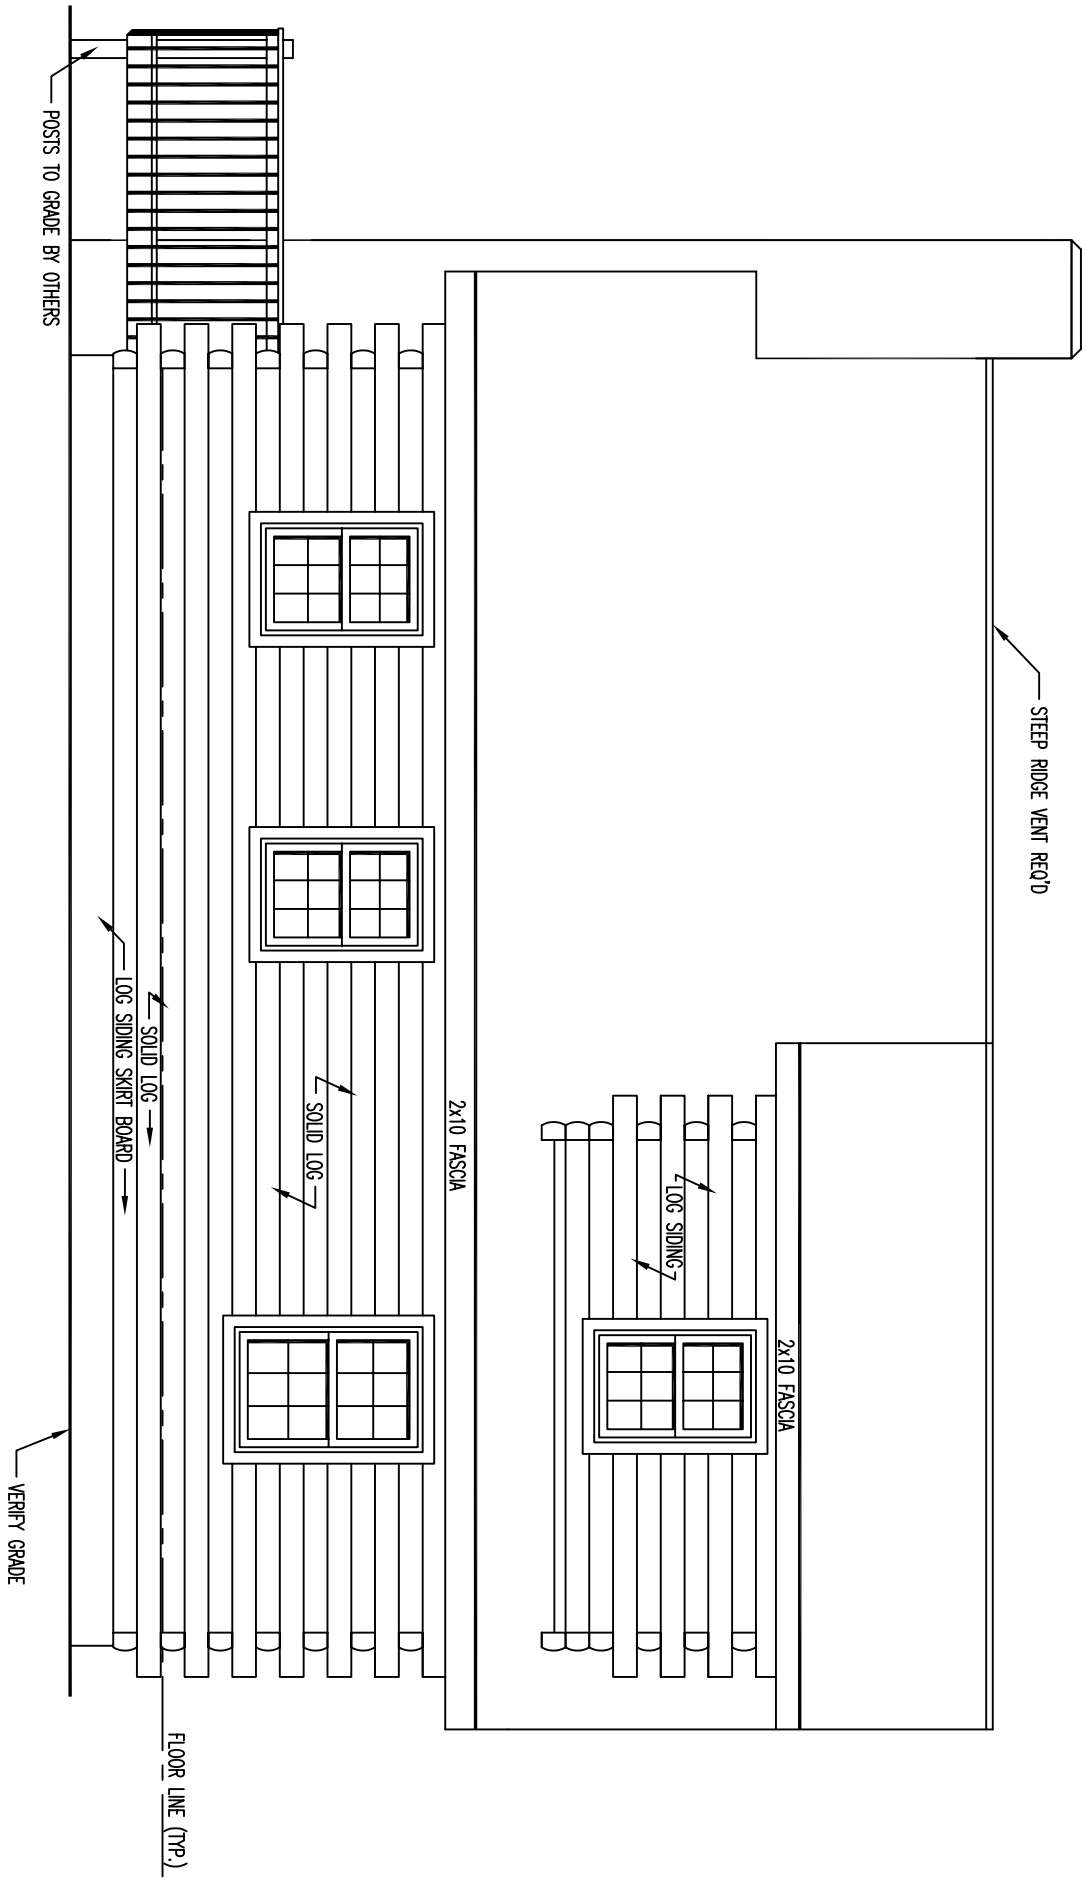 STEEP RIDGE VENT REQ'D
2x10 FASCIA
LOG SIDING
2x10 FASCIA
SOLID LOG
FLOOR LINE (TYP.)
SOLID LOG
LOG SIDING SKIRT BOARD
POSTS TO GRADE BY OTHERS
VERIFY GRADE